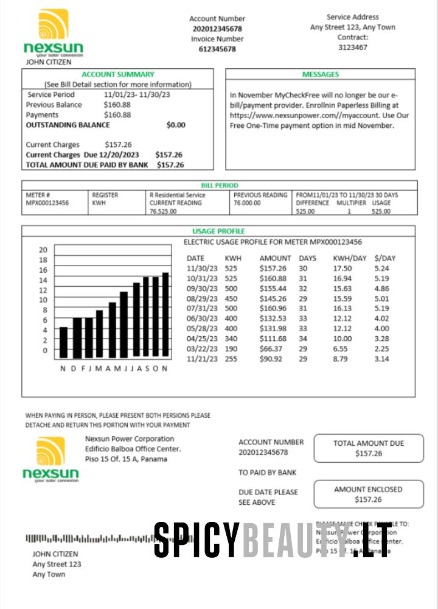 Account Number
202012345678
Invoice Number
612345678
Service Address
Any Street 123, Any Town
Contract:
3123467
nexsun
your solar connexion
JOHN CITIZEN
ACCOUNT SUMMARY
(See Bill Detail section for more information)
Service Period 11/01/23- 11/30/23
Previous Balance $160.88
Payments $160.88
OUTSTANDING BALANCE $0.00
Current Charges $157.26
Current Charges Due 12/20/2023 $157.26
TOTAL AMOUNT DUE PAID BY BANK $157.26
MESSAGES
In November MyCheckFree will no longer be our e-
bill/payment provider. Enrollnin Paperless Billing at
https://www.nexsunpower.com//myaccount. Use Our
Free One-Time payment option in mid November.
BILL PERIOD
METER # REGISTER R Residential Service PREVIOUS READING FROM11/01/23 TO 11/30/23 30 DAYS
MPX000123456 KWH CURRENT READING 76.000.00 DIFFERENCE MULTIPLIER USAGE
76.525.00 525.00 1 525.00
USAGE PROFILE
ELECTRIC USAGE PROFILE FOR METER MPX000123456
20
18
16
14
12
10
8
6
4
2
0
N D F J M A M J J A S O N
DATE KWH AMOUNT DAYS KWH/DAY $/DAY
11/30/23 525 $157.26 30 17.50 5.24
10/31/23 525 $160.88 31 16.94 5.19
09/30/23 500 $155.44 32 15.63 4.86
08/29/23 450 $145.26 29 15.59 5.01
07/31/23 500 $160.96 31 16.13 5.19
06/30/23 400 $132.53 33 12.12 4.02
05/28/23 400 $131.98 33 12.12 4.00
04/25/23 340 $111.68 34 10.00 3.28
03/22/23 190 $66.37 29 6.55 2.25
11/21/23 255 $90.92 29 8.79 3.14
WHEN PAYING IN PERSON, PLEASE PRESENT BOTH PERSIONS PLEASE
DETACHE AND RETURN THIS PORTION WITH YOUR PAYMENT
nexsun
your solar connexion
Nexsun Power Corporation
Edificio Balboa Office Center.
Piso 15 Of. 15 A, Panama
ACCOUNT NUMBER
202012345678
TO PAID BY BANK
DUE DATE PLEASE
SEE ABOVE
TOTAL AMOUNT DUE
$157.26
AMOUNT ENCLOSED
$157.26
TO:
Nexsun Power Corporation
SPICYBEAUTY.LT
JOHN CITIZEN
Any Street 123
Any Town